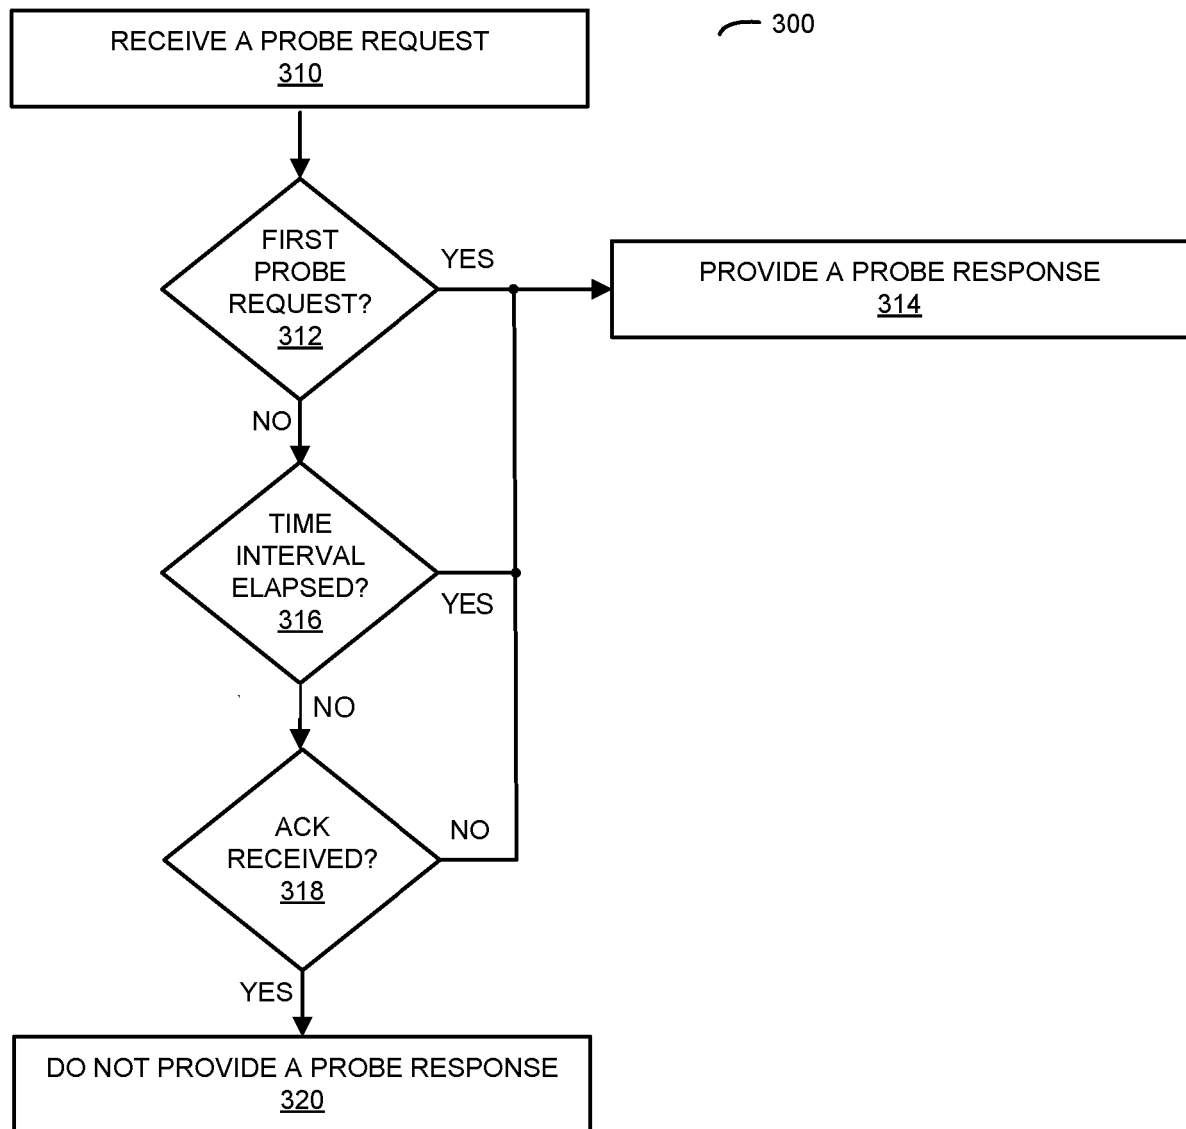 300
RECEIVE A PROBE REQUEST
310
FIRST
PROBE
REQUEST?
312
YES
PROVIDE A PROBE RESPONSE
314
NO
TIME
INTERVAL
ELAPSED?
316
YES
NO
ACK
RECEIVED?
318
NO
YES
DO NOT PROVIDE A PROBE RESPONSE
320